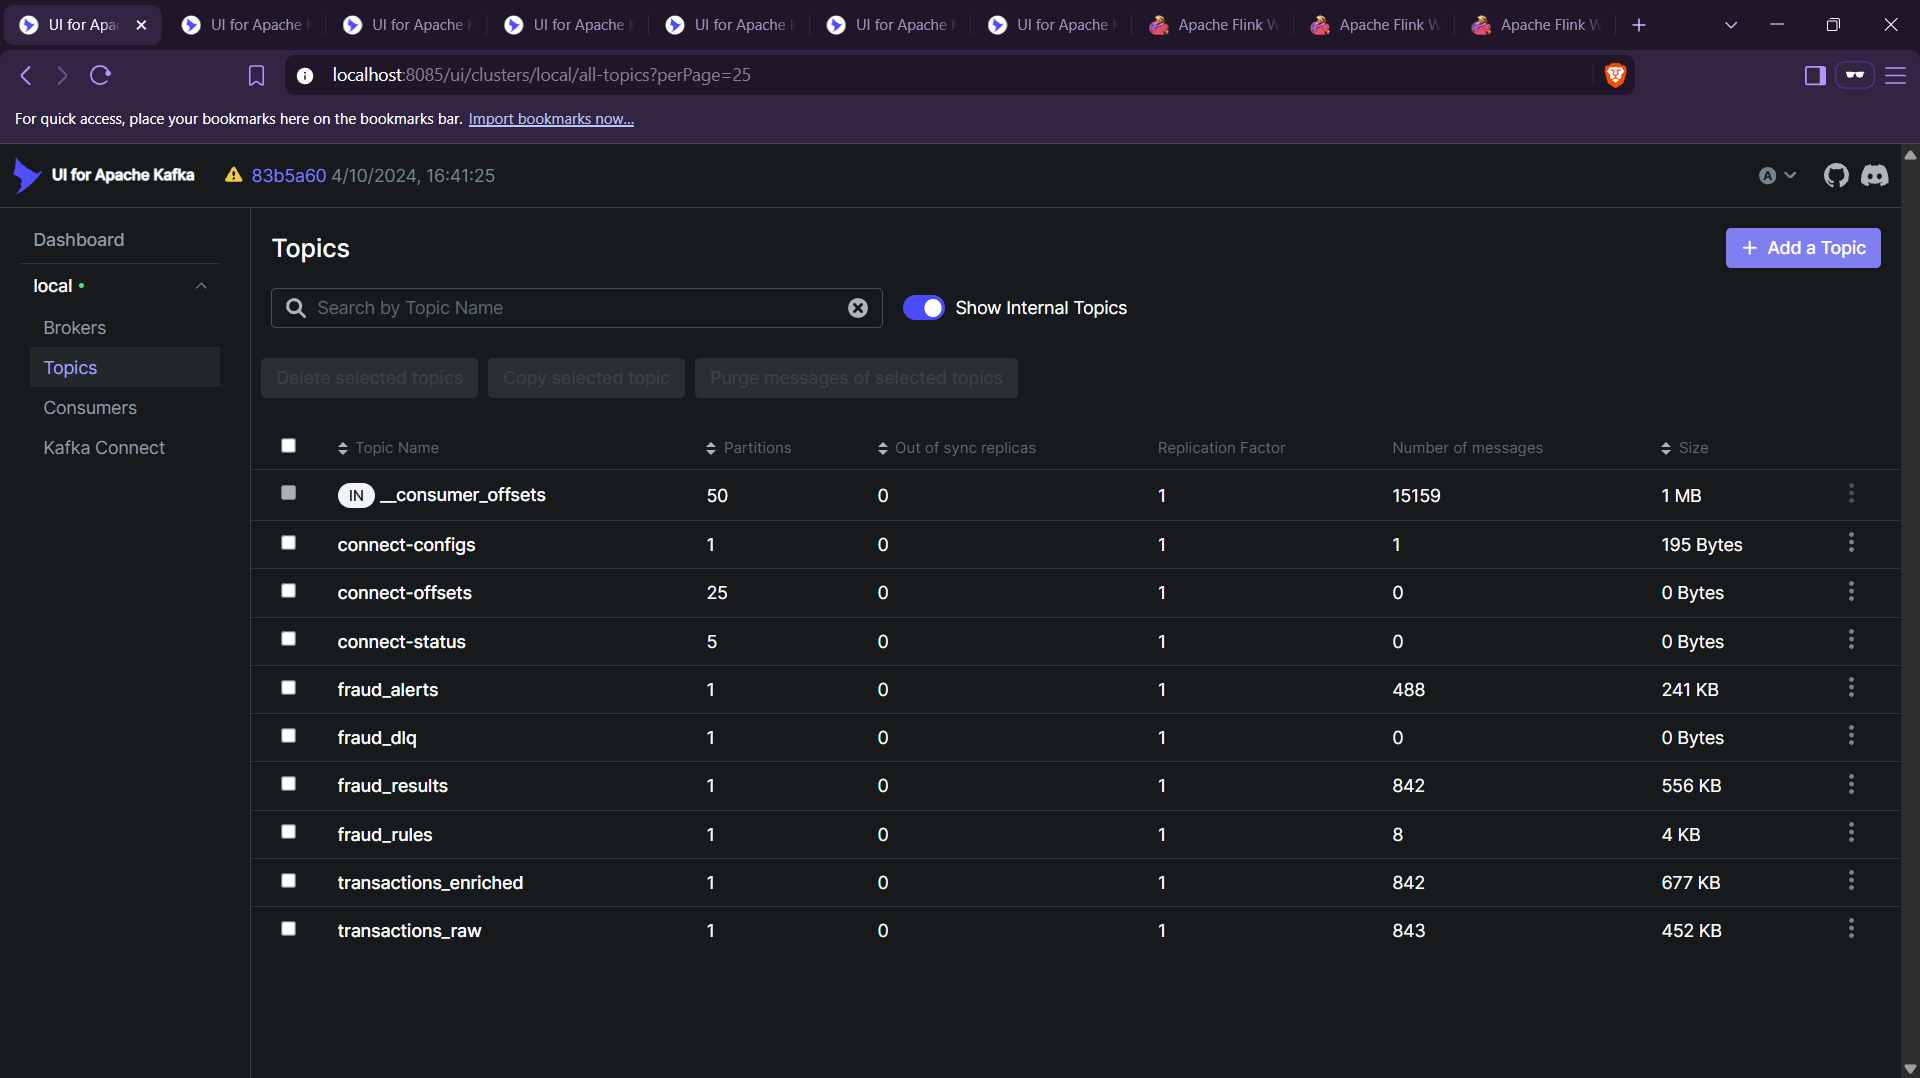 UI for Apac
UI for Apache K
UI for Apache K
UI for Apache K
UI for Apache K
UI for Apache K
UI for Apache K
Apache Flink W
Apache Flink W
Apache Flink W
localhost:8085/ui/clusters/local/all-topics?perPage=25
For quick access, place your bookmarks here on the bookmarks bar. Import bookmarks now...
UI for Apache Kafka
83b5a60 4/10/2024, 16:41:25
A
Dashboard
local
Brokers
Topics
Consumers
Kafka Connect
Topics
Add a Topic
Search by Topic Name
Show Internal Topics
Delete selected topics Copy selected topic Purge messages of selected topics
Topic Name Partitions Out of sync replicas Replication Factor Number of messages Size
IN __consumer_offsets 50 0 1 15159 1 MB
connect-configs 1 0 1 1 195 Bytes
connect-offsets 25 0 1 0 0 Bytes
connect-status 5 0 1 0 0 Bytes
fraud_alerts 1 0 1 488 241 KB
fraud_dlq 1 0 1 0 0 Bytes
fraud_results 1 0 1 842 556 KB
fraud_rules 1 0 1 8 4 KB
transactions_enriched 1 0 1 842 677 KB
transactions_raw 1 0 1 843 452 KB